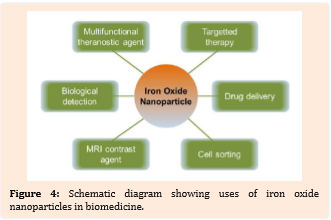 Multifunctional
theranostic agent
Targetted
therapy
Biological
detection
Iron Oxide
Nanoparticle
Drug delivery
MRI contrast
agent
Cell sorting
Figure 4: Schematic diagram showing uses of iron oxide
nanoparticles in biomedicine.